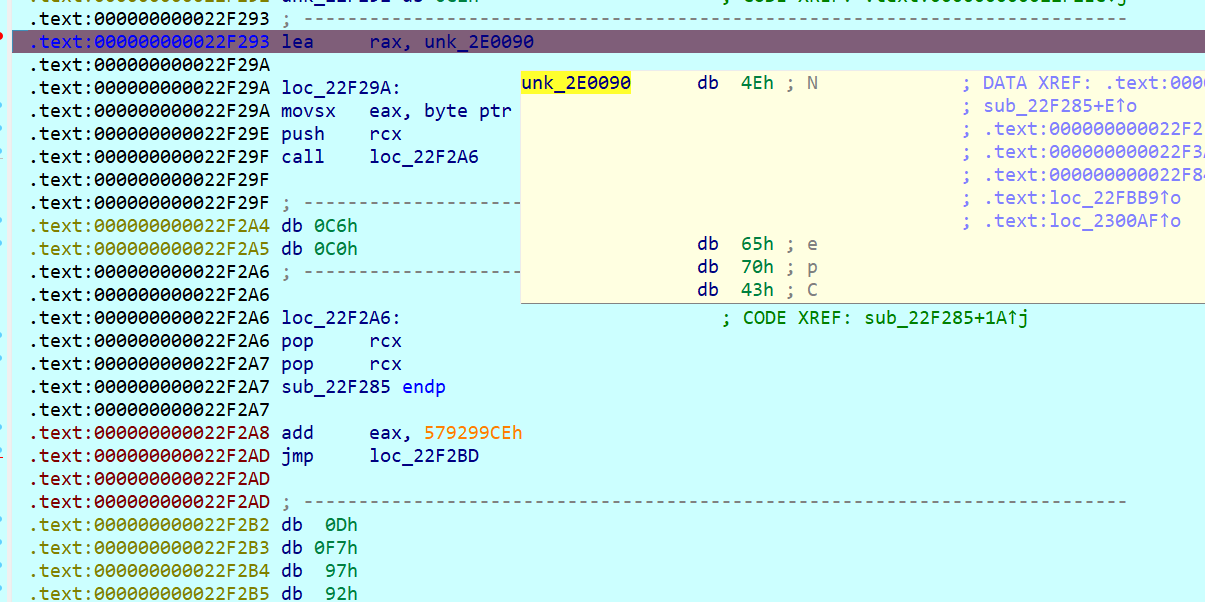 .text:000000000022F293 ; ---------------------------------------------------------------------------
.text:000000000022F293 lea     rax, unk_2E0090
.text:000000000022F29A
.text:000000000022F29A loc_22F29A:
unk_2E0090      db  4Eh ; N             ; DATA XREF: .text:000
; sub_22F285+E↑o
; .text:000000000022F2
; .text:000000000022F3
; .text:000000000022F84
; .text:loc_22FBB9↑o
; .text:loc_2300AF↑o
db  65h ; e
db  70h ; p
db  43h ; C
.text:000000000022F29A movsx   eax, byte ptr
.text:000000000022F29E push    rcx
.text:000000000022F29F call    loc_22F2A6
.text:000000000022F29F
.text:000000000022F29F ; --------------------
.text:000000000022F2A4 db 0C6h
.text:000000000022F2A5 db 0C0h
.text:000000000022F2A6 ; --------------------
.text:000000000022F2A6
.text:000000000022F2A6 loc_22F2A6:                             ; CODE XREF: sub_22F285+1A↑j
.text:000000000022F2A6 pop     rcx
.text:000000000022F2A7 pop     rcx
.text:000000000022F2A7 sub_22F285 endp
.text:000000000022F2A7
.text:000000000022F2A8 add     eax, 579299CEh
.text:000000000022F2AD jmp     loc_22F2BD
.text:000000000022F2AD
.text:000000000022F2AD ; ---------------------------------------------------------------------------
.text:000000000022F2B2 db  0Dh
.text:000000000022F2B3 db 0F7h
.text:000000000022F2B4 db  97h
.text:000000000022F2B5 db  92h